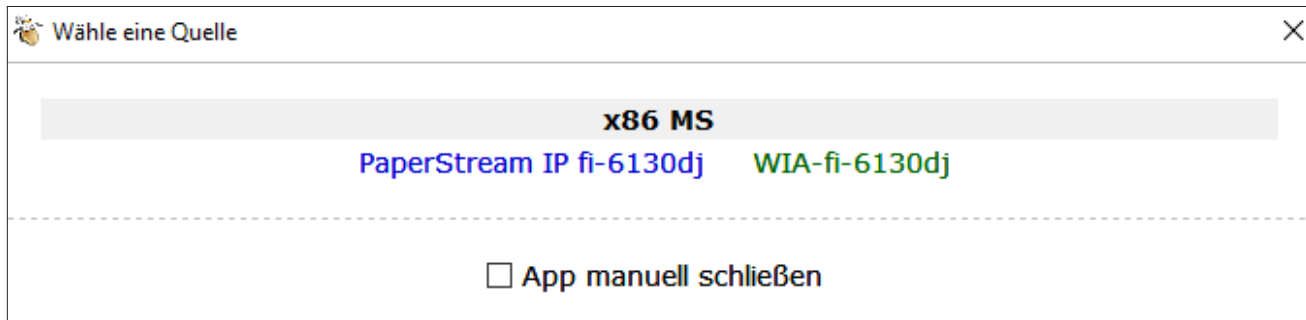 Wähle eine Quelle
x86 MS
PaperStream IP fi-6130dj WIA-fi-6130dj
App manuell schließen